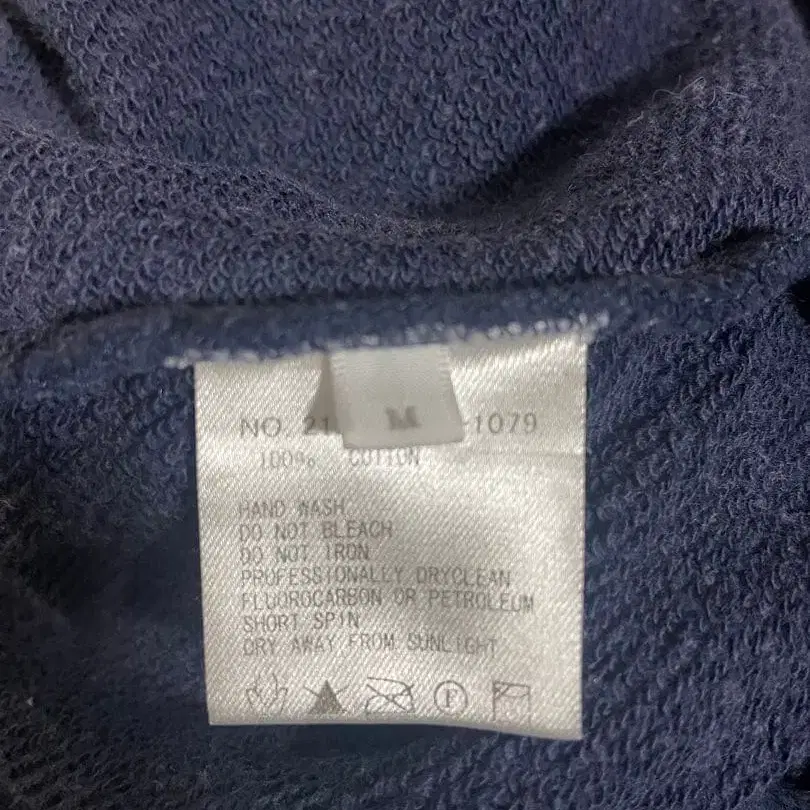 M
NO. 21 -1079
100% COTTON
HAND WASH
DO NOT BLEACH
DO NOT IRON
PROFESSIONALLY DRYCLEAN
FLUOROCARBON OR PETROLEUM
SHORT SPIN
DRY AWAY FROM SUNLIGHT
F